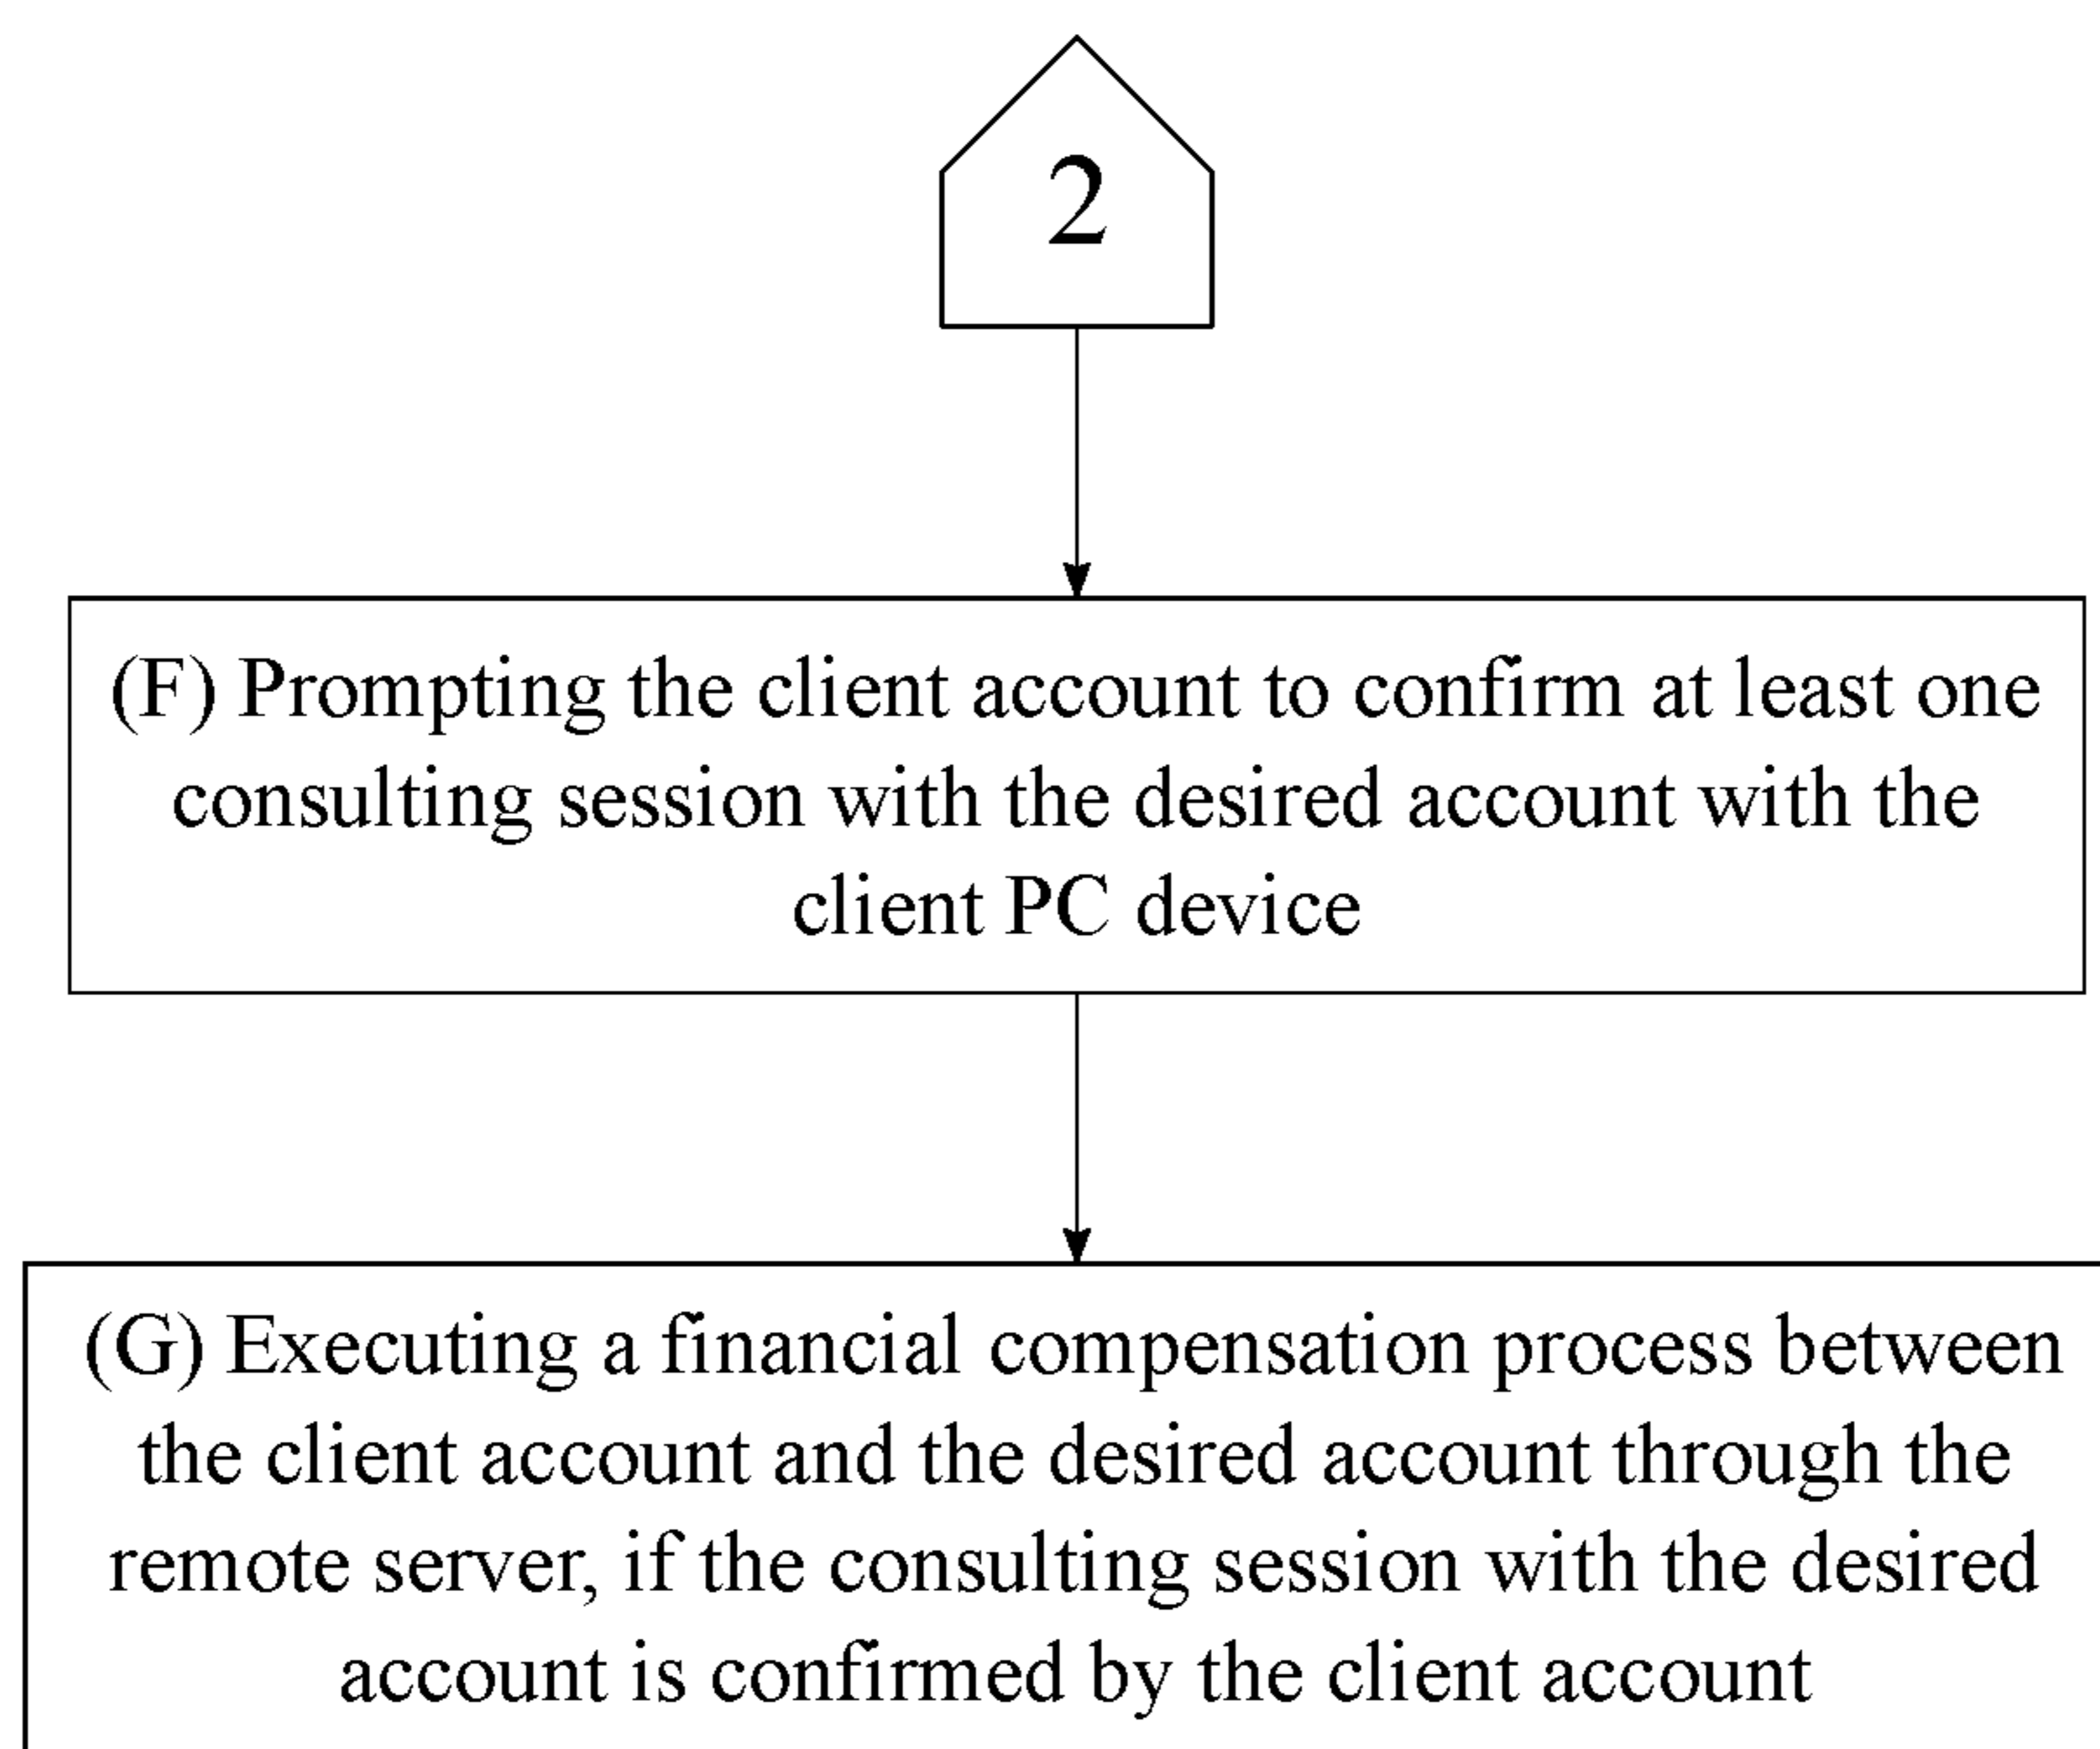 2
(F) Prompting the client account to confirm at least one
consulting session with the desired account with the
client PC device
(G) Executing a financial compensation process between
the client account and the desired account through the
remote server, if the consulting session with the desired
account is confirmed by the client account